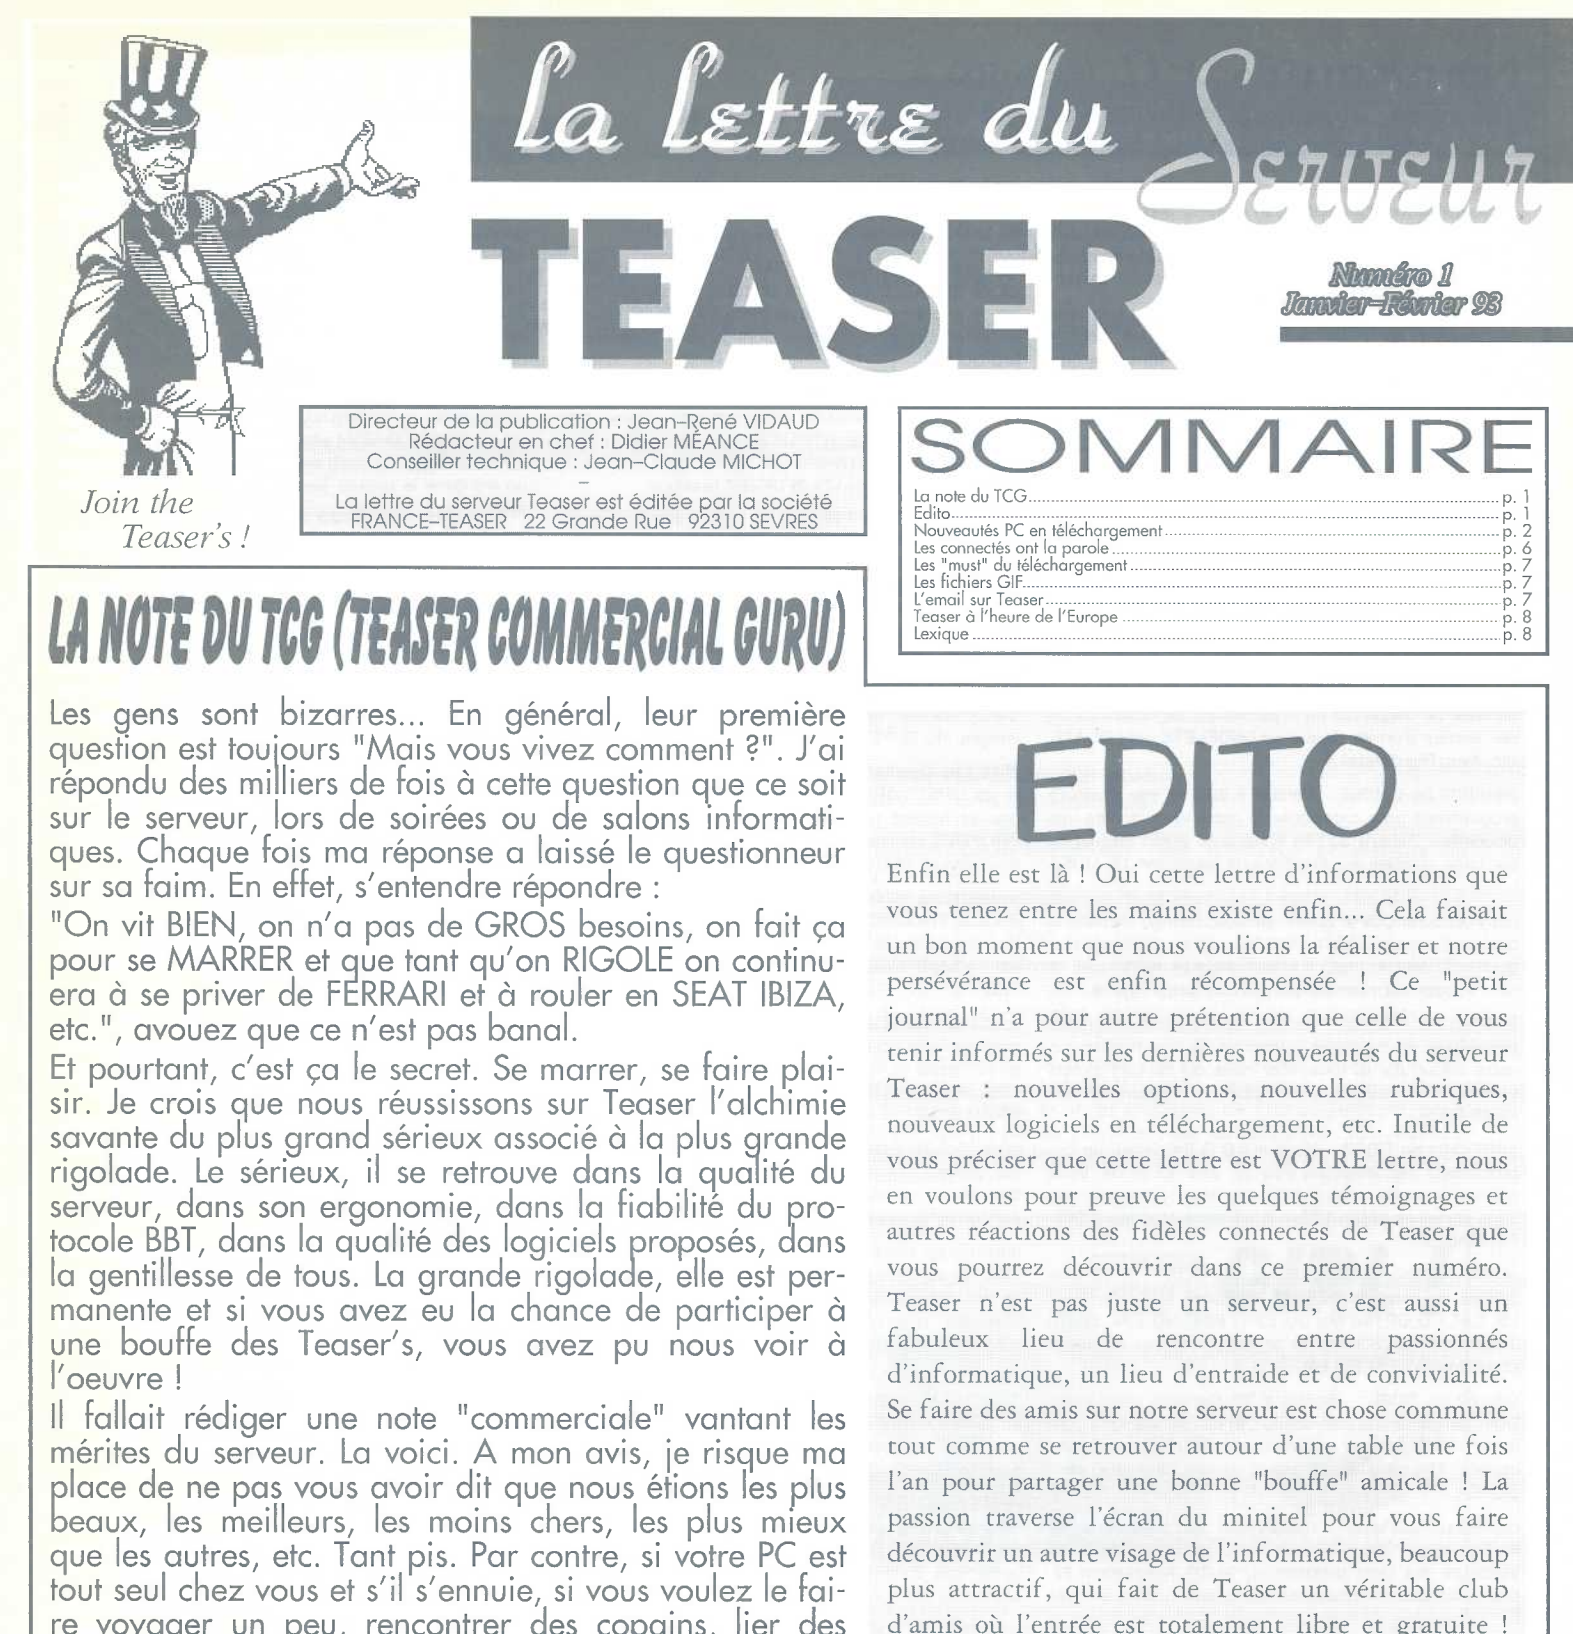 La Lettre du Serveur
TEASER
Numéro 1
Janvier-Février 93
Join the
Teaser's !
Directeur de la publication : Jean-René VIDAUD
Rédacteur en chef : Didier MÉANCE
Conseiller technique : Jean-Claude MICHOT
–
La lettre du serveur Teaser est éditée par la société
FRANCE-TEASER 22 Grande Rue 92310 SEVRES
SOMMAIRE
La note du TCG.......... p. 1
Edito.......... p. 1
Nouveautés PC en téléchargement.......... p. 2
Les connectés ont la parole.......... p. 6
Les "must" du téléchargement.......... p. 7
Les fichiers GIF.......... p. 7
L'email sur Teaser.......... p. 7
Teaser à l'heure de l'Europe.......... p. 8
Lexique.......... p. 8
LA NOTE DU TCG (TEASER COMMERCIAL GURU)
Les gens sont bizarres... En général, leur première
question est toujours "Mais vous vivez comment ?". J'ai
répondu des milliers de fois à cette question que ce soit
sur le serveur, lors de soirées ou de salons informati-
ques. Chaque fois ma réponse a laissé le questionneur
sur sa faim. En effet, s'entendre répondre :
"On vit BIEN, on n'a pas de GROS besoins, on fait ça
pour se MARRER et que tant qu'on RIGOLE on continu-
era à se priver de FERRARI et à rouler en SEAT IBIZA,
etc.", avouez que ce n'est pas banal.
Et pourtant, c'est ça le secret. Se marrer, se faire plai-
sir. Je crois que nous réussissons sur Teaser l'alchimie
savante du plus grand sérieux associé à la plus grande
rigolade. Le sérieux, il se retrouve dans la qualité du
serveur, dans son ergonomie, dans la fiabilité du pro-
tocole BBT, dans la qualité des logiciels proposés, dans
la gentillesse de tous. La grande rigolade, elle est per-
manente et si vous avez eu la chance de participer à
une bouffe des Teaser's, vous avez pu nous voir à
l'oeuvre !
Il fallait rédiger une note "commerciale" vantant les
mérites du serveur. La voici. A mon avis, je risque ma
place de ne pas vous avoir dit que nous étions les plus
beaux, les meilleurs, les moins chers, les plus mieux
que les autres, etc. Tant pis. Par contre, si votre PC est
tout seul chez vous et s'il s'ennuie, si vous voulez le fai-
re voyager un peu, rencontrer des copains, lier des
EDITO
Enfin elle est là ! Oui cette lettre d'informations que
vous tenez entre les mains existe enfin... Cela faisait
un bon moment que nous voulions la réaliser et notre
persévérance est enfin récompensée ! Ce "petit
journal" n'a pour autre prétention que celle de vous
tenir informés sur les dernières nouveautés du serveur
Teaser : nouvelles options, nouvelles rubriques,
nouveaux logiciels en téléchargement, etc. Inutile de
vous préciser que cette lettre est VOTRE lettre, nous
en voulons pour preuve les quelques témoignages et
autres réactions des fidèles connectés de Teaser que
vous pourrez découvrir dans ce premier numéro.
Teaser n'est pas juste un serveur, c'est aussi un
fabuleux lieu de rencontre entre passionnés
d'informatique, un lieu d'entraide et de convivialité.
Se faire des amis sur notre serveur est chose commune
tout comme se retrouver autour d'une table une fois
l'an pour partager une bonne "bouffe" amicale ! La
passion traverse l'écran du minitel pour vous faire
découvrir un autre visage de l'informatique, beaucoup
plus attractif, qui fait de Teaser un véritable club
d'amis où l'entrée est totalement libre et gratuite !